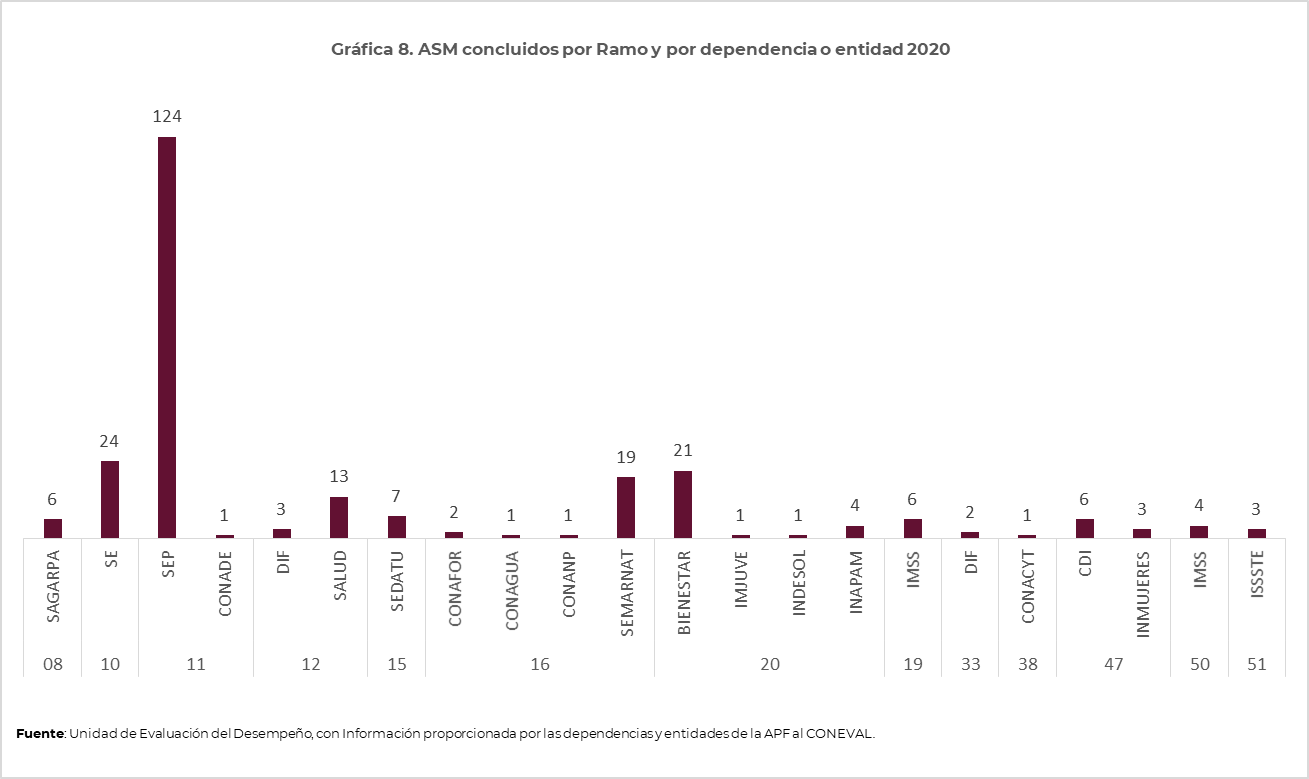 Gráfica 8. ASM concluidos por Ramo y por dependencia o entidad 2020
124
24
21
19
13
6
7
6
6
1
3
2
1
1
1
1
4
2
1
3
4
3
SAGARPA
SE
SEP
CONADE
DIF
SALUD
SEDATU
CONAFOR
CONAGUA
CONANP
SEMARNAT
BIENESTAR
IMJUVE
INDESOL
INAPAM
IMSS
DIF
CONACYT
CDI
INMUJERES
IMSS
ISSSTE
08 10 11 12 15 16 20 19 33 38 47 50 51
Fuente: Unidad de Evaluación del Desempeño, con Información proporcionada por las dependencias y entidades de la APF al CONEVAL.